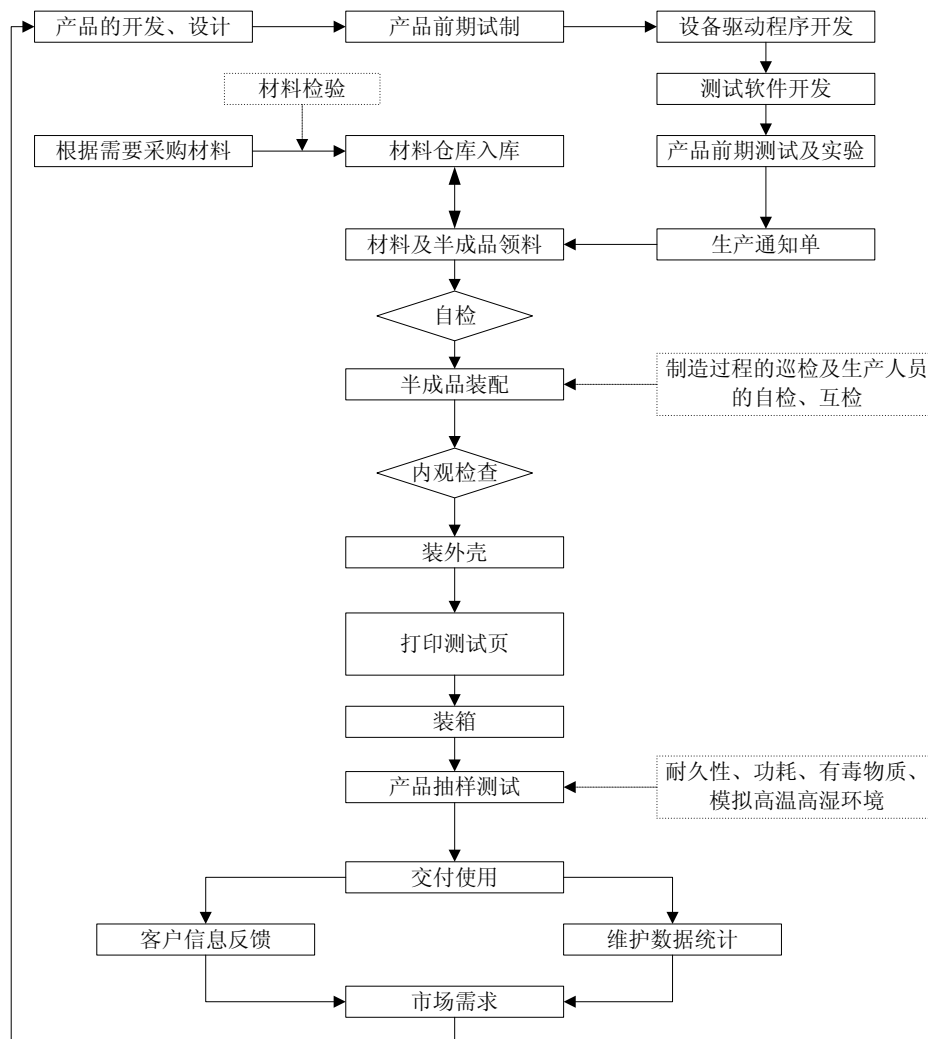 产品的开发、设计
产品前期试制
设备驱动程序开发
材料检验
测试软件开发
根据需要采购材料
材料仓库入库
产品前期测试及实验
材料及半成品领料
生产通知单
自检
半成品装配
制造过程的巡检及生产人员
的自检、互检
内观检查
装外壳
打印测试页
装箱
产品抽样测试
耐久性、功耗、有毒物质、
模拟高温高湿环境
交付使用
客户信息反馈
维护数据统计
市场需求